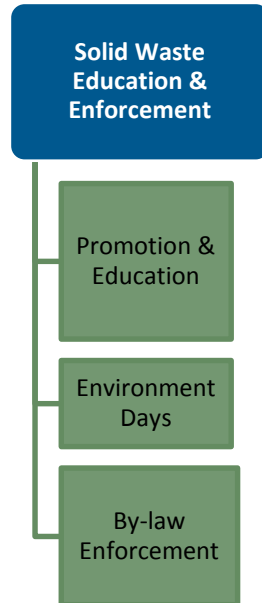 Solid Waste
Education &
Enforcement
Promotion &
Education
Environment
Days
By-law
Enforcement